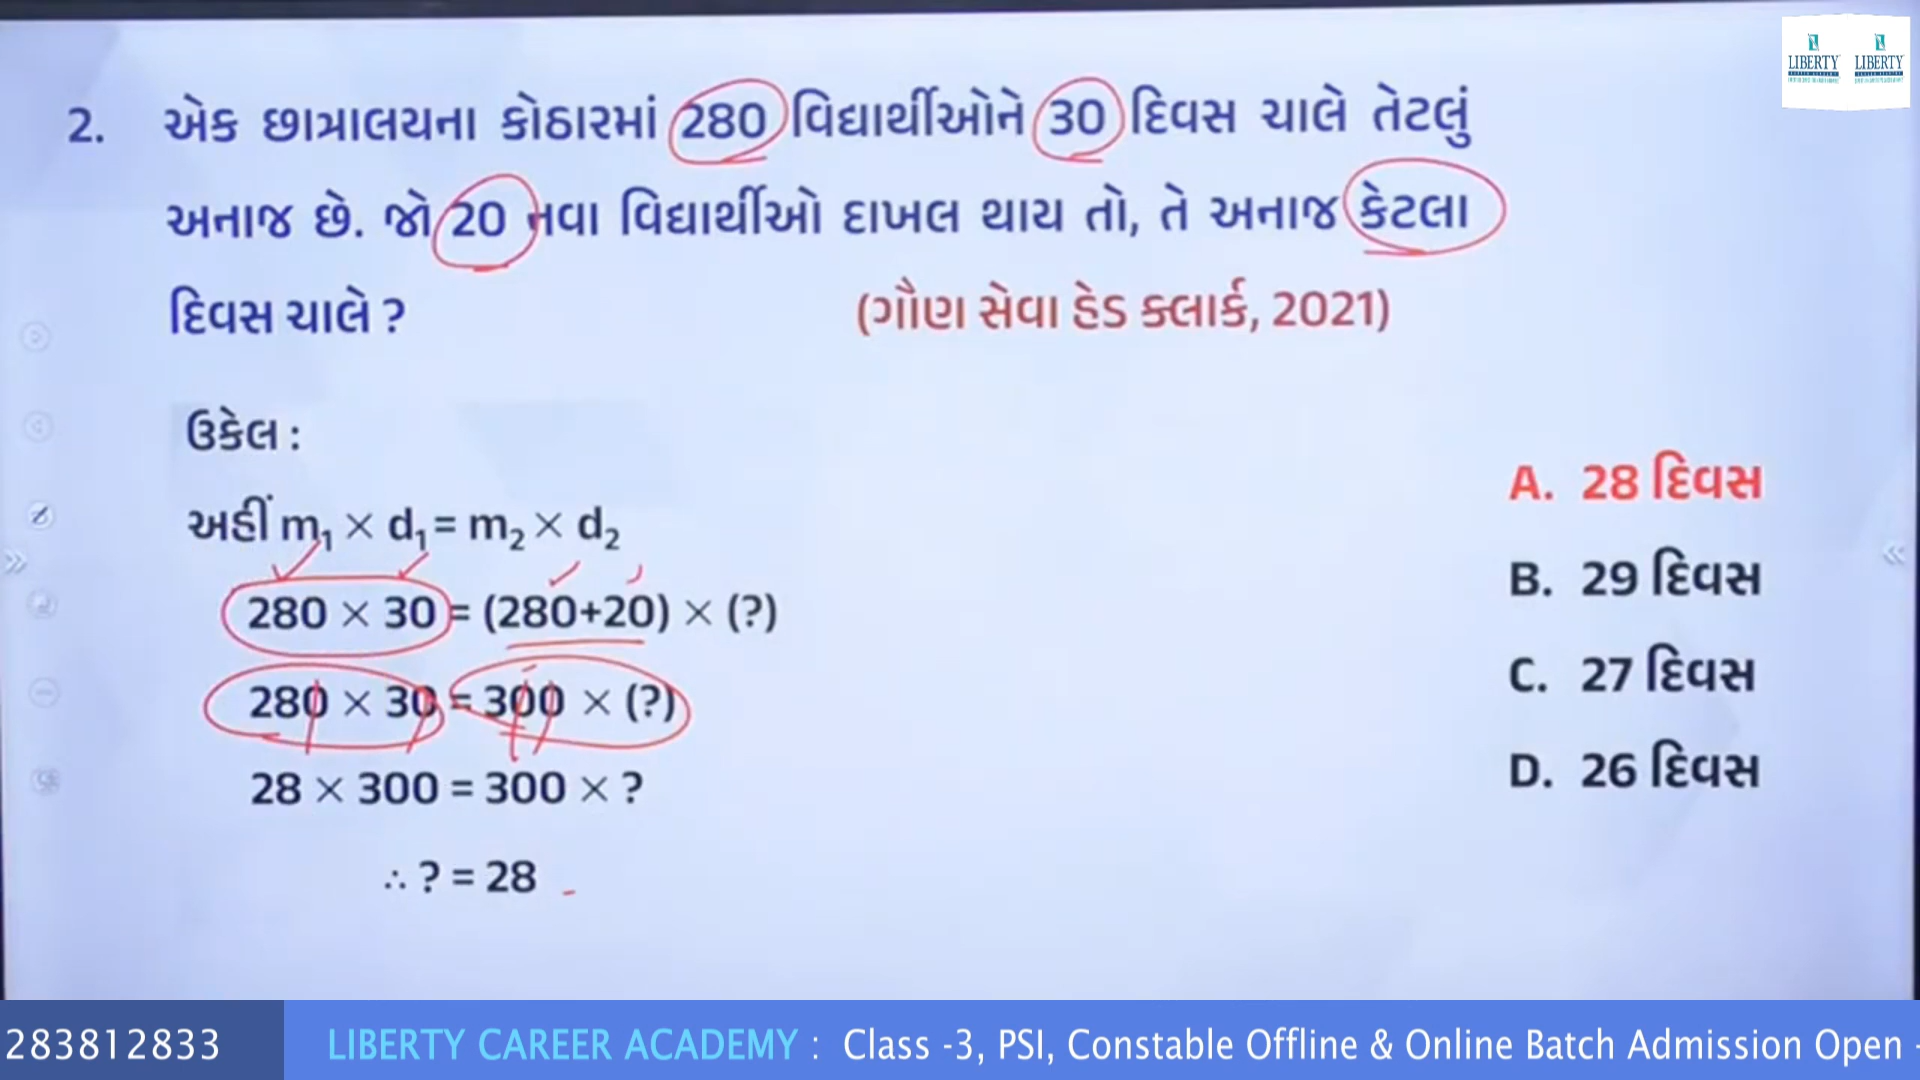 LIBERTY LIBERTY
2. એક છાત્રાલયના કોઠારમાં 280 વિદ્યાર્થીઓને 30 દિવસ ચાલે તેટલું
અનાજ છે. જો 20 નવા વિદ્યાર્થીઓ દાખલ થાય તો, તે અનાજ કેટલા
દિવસ ચાલે ?
(ગૌણ સેવા હેડ ક્લાર્ક, 2021)
ઉકેલ :
અહીં m₁ × d₁ = m₂ × d₂
280 × 30 = (280+20) × (?)
280 × 30 = 300 × (?)
28 × 300 = 300 × ?
∴ ? = 28
A. 28 દિવસ
B. 29 દિવસ
C. 27 દિવસ
D. 26 દિવસ
283812833
LIBERTY CAREER ACADEMY : Class -3, PSI, Constable Offline & Online Batch Admission Open -